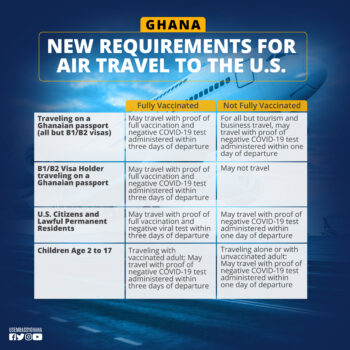 GHANA
NEW REQUIREMENTS FOR
AIR TRAVEL TO THE U.S.
Fully Vaccinated
Not Fully Vaccinated
Traveling on a
Ghanaian passport
(all but B1/B2 visas)
May travel with proof of
full vaccination and
negative COVID-19 test
administered within
three days of departure
For all but tourism and
business travel, may
travel with proof of
negative COVID-19 test
administered within one
day of departure
B1/B2 Visa Holder
traveling on a
Ghanaian passport
May travel with proof of
full vaccination and
negative COVID-19 test
administered within
three days of departure
May not travel
U.S. Citizens and
Lawful Permanent
Residents
May travel with proof of
full vaccination and
negative viral test within
three days of departure
May travel with proof of
negative COVID-19 test
administered within
one day of departure
Children Age 2 to 17
Traveling with
vaccinated adult: May
travel with proof of
negative COVID-19 test
administered within
three days of departure
Traveling alone or with
unvaccinated adult:
May travel with proof of
negative COVID-19 test
administered within
one day of departure
USEMBASSYGHANA